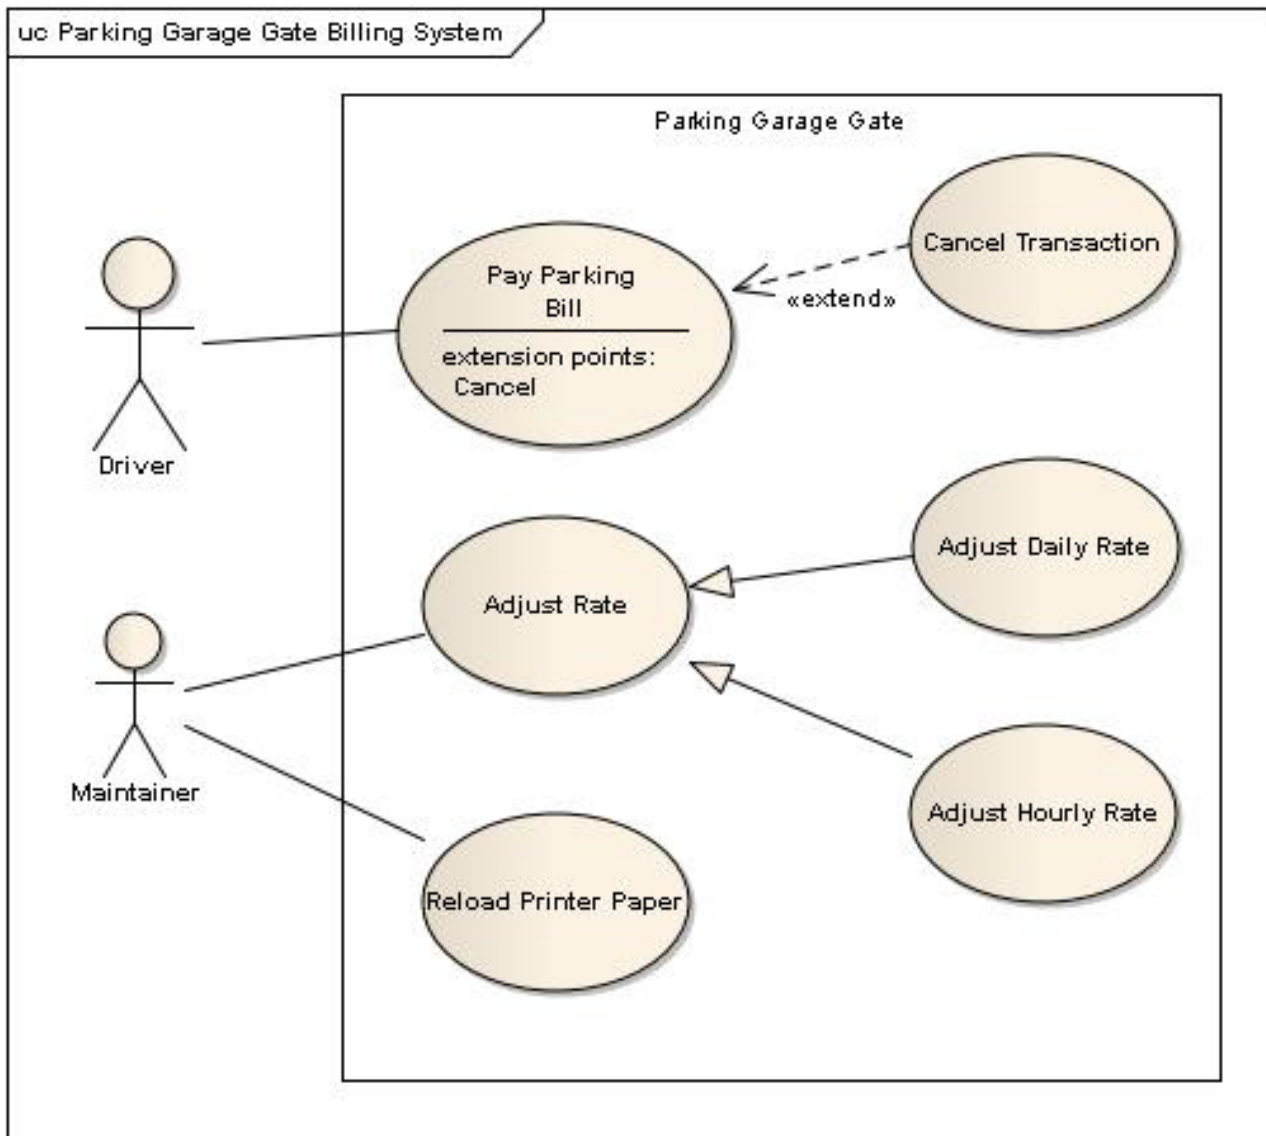 uc Parking Garage Gate Billing System
Parking Garage Gate
Cancel Transaction
Pay Parking
Bill
«extend»
extension points:
Cancel
Driver
Adjust Daily Rate
Adjust Rate
Maintainer
Adjust Hourly Rate
Reload Printer Paper